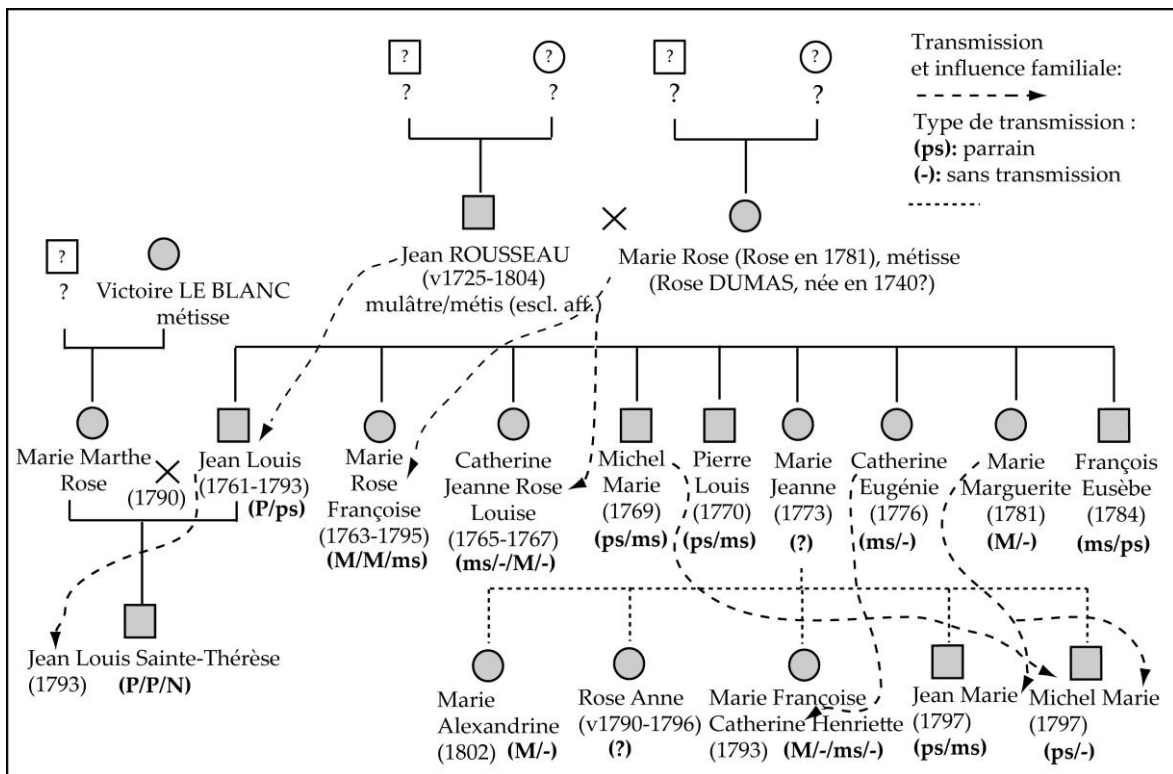 ? ? ? ?
? ? ? ?
Transmission
et influence familiale:
Type de transmission :
(ps): parrain
(-): sans transmission
Jean ROUSSEAU
(v1725-1804)
mulâtre/métis (escl. aff.)
Marie Rose (Rose en 1781), métisse
(Rose DUMAS, née en 1740?)
?
?
Victoire LE BLANC
métisse
Marie Marthe
Rose
(1790)
Jean Louis
(1761-1793)
(P/ps)
Marie
Rose
Françoise
(1763-1795)
(M/M/ms)
Catherine
Jeanne Rose
Louise
(1765-1767)
(ms/-/M/-)
Michel
Marie
(1769)
(ps/ms)
Pierre
Louis
(1770)
(ps/ms)
Marie
Jeanne
(1773)
(?)
Catherine
Eugénie
(1776)
(ms/-)
Marie
Marguerite
(1781)
(M/-)
François
Eusèbe
(1784)
(ms/ps)
Jean Louis Sainte-Thérèse
(1793) (P/P/N)
Marie
Alexandrine
(1802) (M/-)
Rose Anne
(v1790-1796)
(?)
Marie Françoise
Catherine Henriette
(1793) (M/-/ms/-)
Jean Marie
(1797)
(ps/ms)
Michel Marie
(1797)
(ps/-)